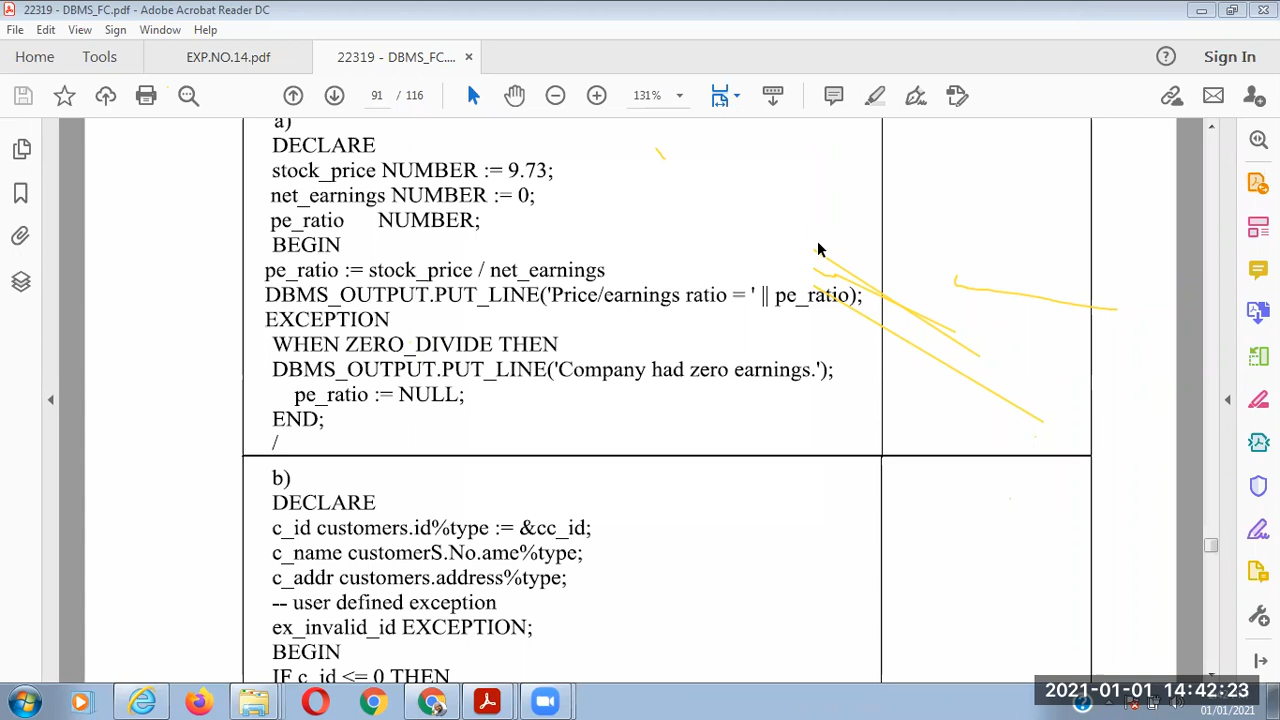 22319 - DBMS_FC.pdf - Adobe Acrobat Reader DC
File Edit View Sign Window Help
Home Tools EXP.NO.14.pdf 22319 - DBMS_FC.... × Sign In
91 / 116 131%
a)
DECLARE
stock_price NUMBER := 9.73;
net_earnings NUMBER := 0;
pe_ratio NUMBER;
BEGIN
pe_ratio := stock_price / net_earnings
DBMS_OUTPUT.PUT_LINE('Price/earnings ratio = ' || pe_ratio);
EXCEPTION
WHEN ZERO_DIVIDE THEN
DBMS_OUTPUT.PUT_LINE('Company had zero earnings.');
pe_ratio := NULL;
END;
/
b)
DECLARE
c_id customers.id%type := &cc_id;
c_name customerS.No.ame%type;
c_addr customers.address%type;
-- user defined exception
ex_invalid_id EXCEPTION;
BEGIN
IF c_id <= 0 THEN
2021-01-01 14:42:23
01/01/2021